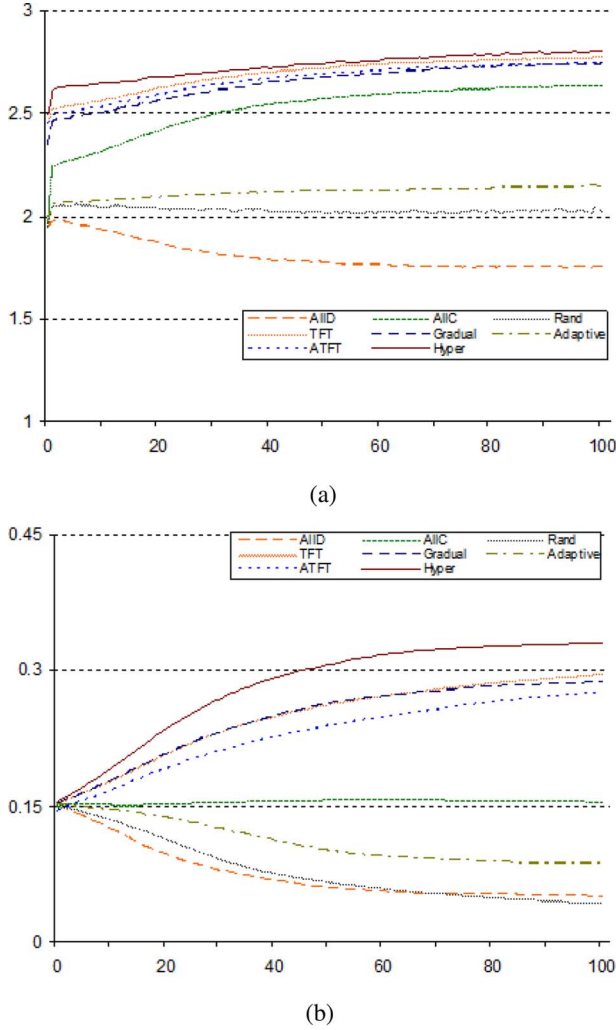 3
2.5
2
1.5
1
AllD AllC Rand
TFT Gradual Adaptive
ATFT Hyper
0 20 40 60 80 100
(a)
0.45
AllD AllC Rand
TFT Gradual Adaptive
ATFT Hyper
0.3
0.15
0
0 20 40 60 80 100
(b)